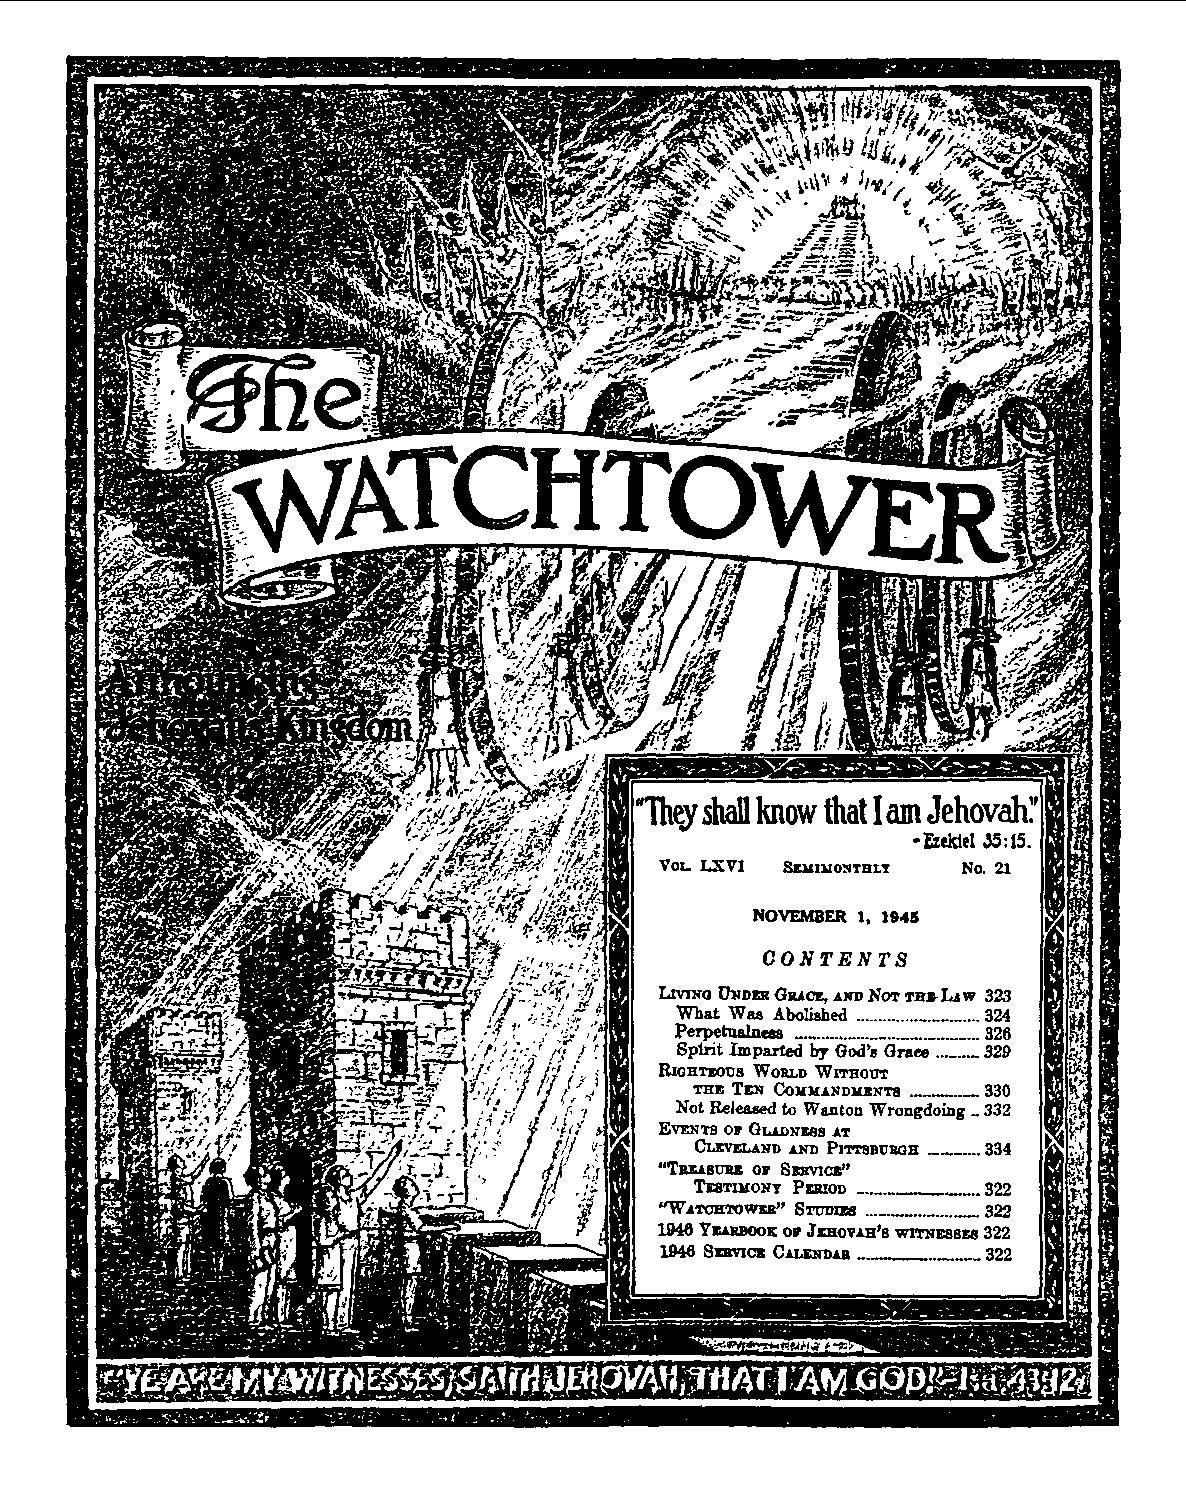 The
WATCHTOWER
Announcing
Jehovah's Kingdom
"They shall know that I am Jehovah."
-Ezekiel 35:15.
VOL. LXVI SEMIMONTHLY No. 21
NOVEMBER 1, 1945
CONTENTS
LIVING UNDER GRACE, AND NOT THE LAW 323
What Was Abolished ............ 324
Perpetualness ............ 326
Spirit Imparted by God's Grace ............ 329
RIGHTEOUS WORLD WITHOUT
THE TEN COMMANDMENTS ............ 330
Not Released to Wanton Wrongdoing .. 332
EVENTS OF GLADNESS AT
CLEVELAND AND PITTSBURGH ............ 334
"TREASURE OF SERVICE"
TESTIMONY PERIOD ............ 322
"WATCHTOWER" STUDIES ............ 322
1946 YEARBOOK OF JEHOVAH'S WITNESSES 322
1946 SERVICE CALENDAR ............ 322
"YE ARE MY WITNESSES, SAITH JEHOVAH, THAT I AM GOD."-Isa. 43:12